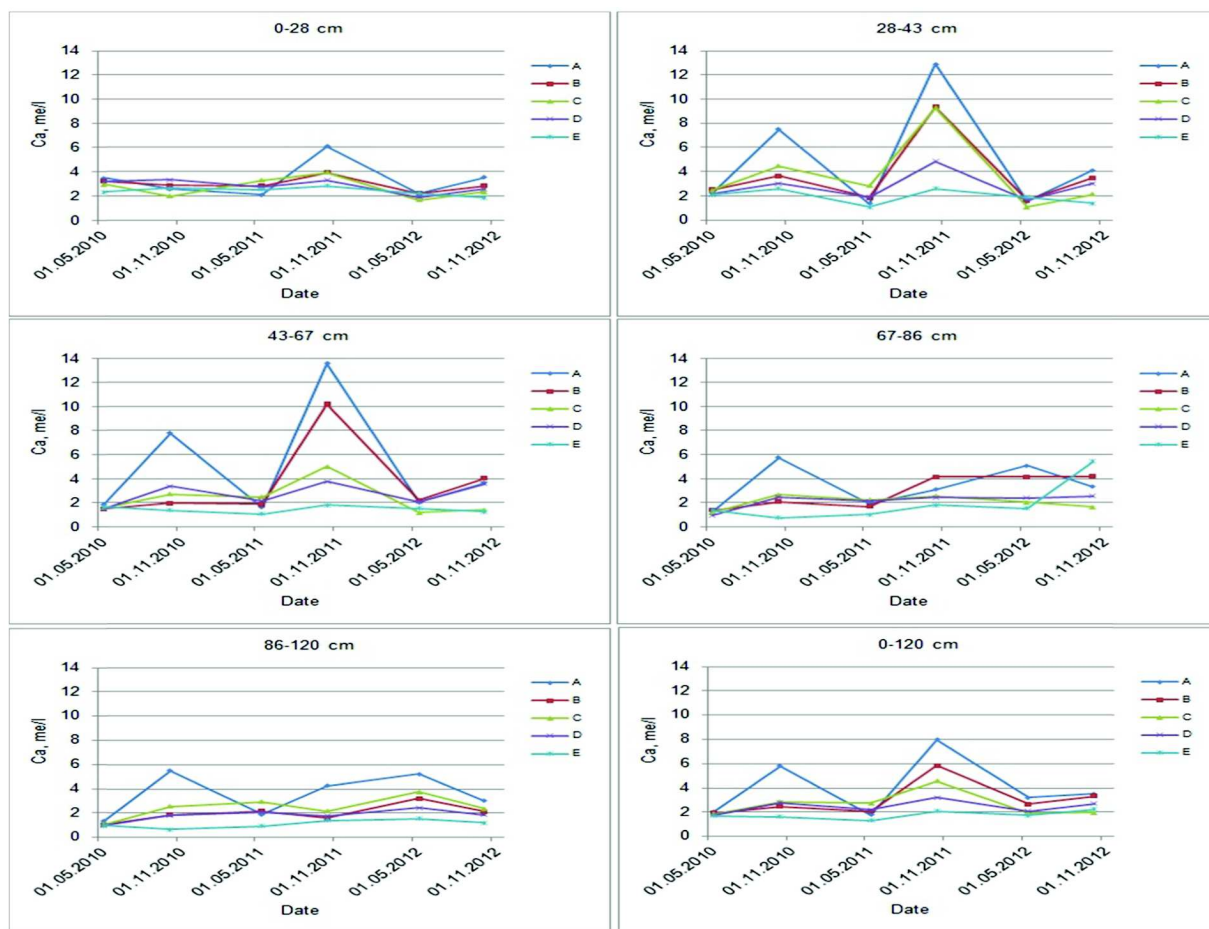 0-28 cm
14
12
10
8
6
4
2
0
Ca, me/l
A
B
C
D
E
01.05.2010
01.11.2010
01.05.2011
01.11.2011
01.05.2012
01.11.2012
Date
28-43 cm
14
12
10
8
6
4
2
0
Ca, me/l
A
B
C
D
E
01.05.2010
01.11.2010
01.05.2011
01.11.2011
01.05.2012
01.11.2012
Date
43-67 cm
14
12
10
8
6
4
2
0
Ca, me/l
A
B
C
D
E
01.05.2010
01.11.2010
01.05.2011
01.11.2011
01.05.2012
01.11.2012
Date
67-86 cm
14
12
10
8
6
4
2
0
Ca, me/l
A
B
C
D
E
01.05.2010
01.11.2010
01.05.2011
01.11.2011
01.05.2012
01.11.2012
Date
86-120 cm
14
12
10
8
6
4
2
0
Ca, me/l
A
B
C
D
E
01.05.2010
01.11.2010
01.05.2011
01.11.2011
01.05.2012
01.11.2012
Date
0-120 cm
14
12
10
8
6
4
2
0
Ca, me/l
A
B
C
D
E
01.05.2010
01.11.2010
01.05.2011
01.11.2011
01.05.2012
01.11.2012
Date